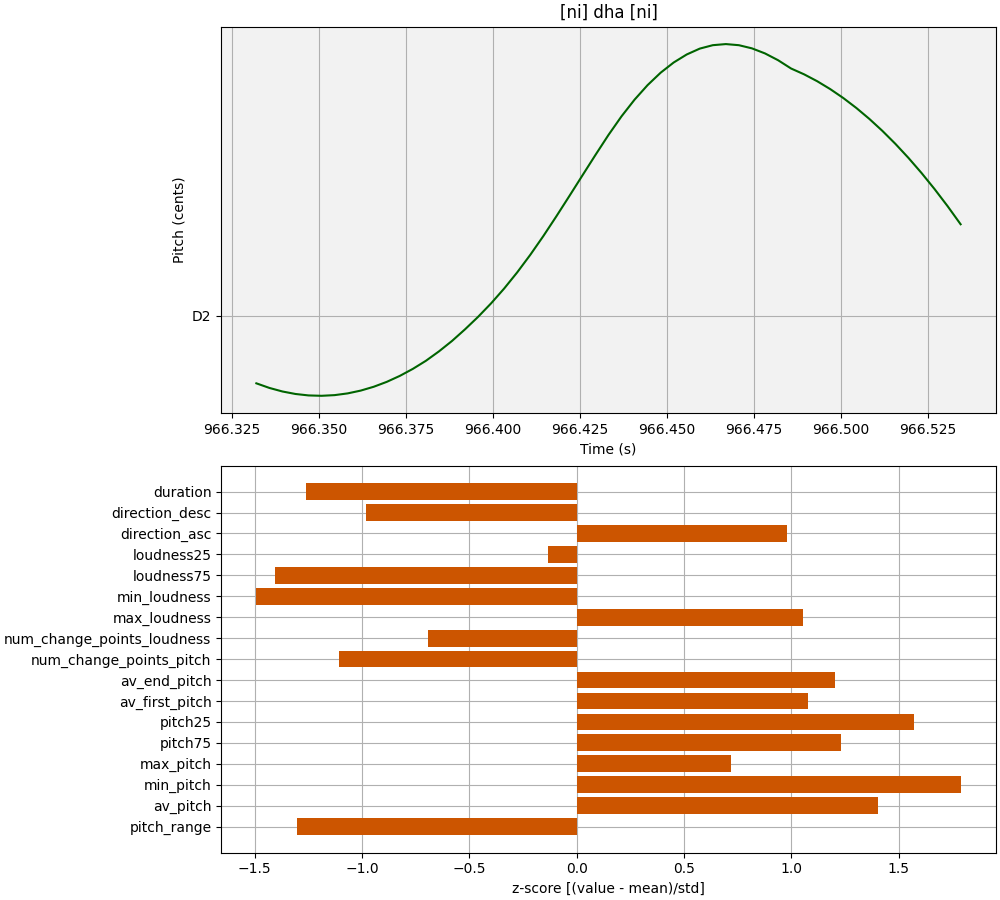 [ni] dha [ni]
Pitch (cents)
D2
966.325 966.350 966.375 966.400 966.425 966.450 966.475 966.500 966.525
Time (s)
duration
direction_desc
direction_asc
loudness25
loudness75
min_loudness
max_loudness
num_change_points_loudness
num_change_points_pitch
av_end_pitch
av_first_pitch
pitch25
pitch75
max_pitch
min_pitch
av_pitch
pitch_range
−1.5 −1.0 −0.5 0.0 0.5 1.0 1.5
z-score [(value - mean)/std]